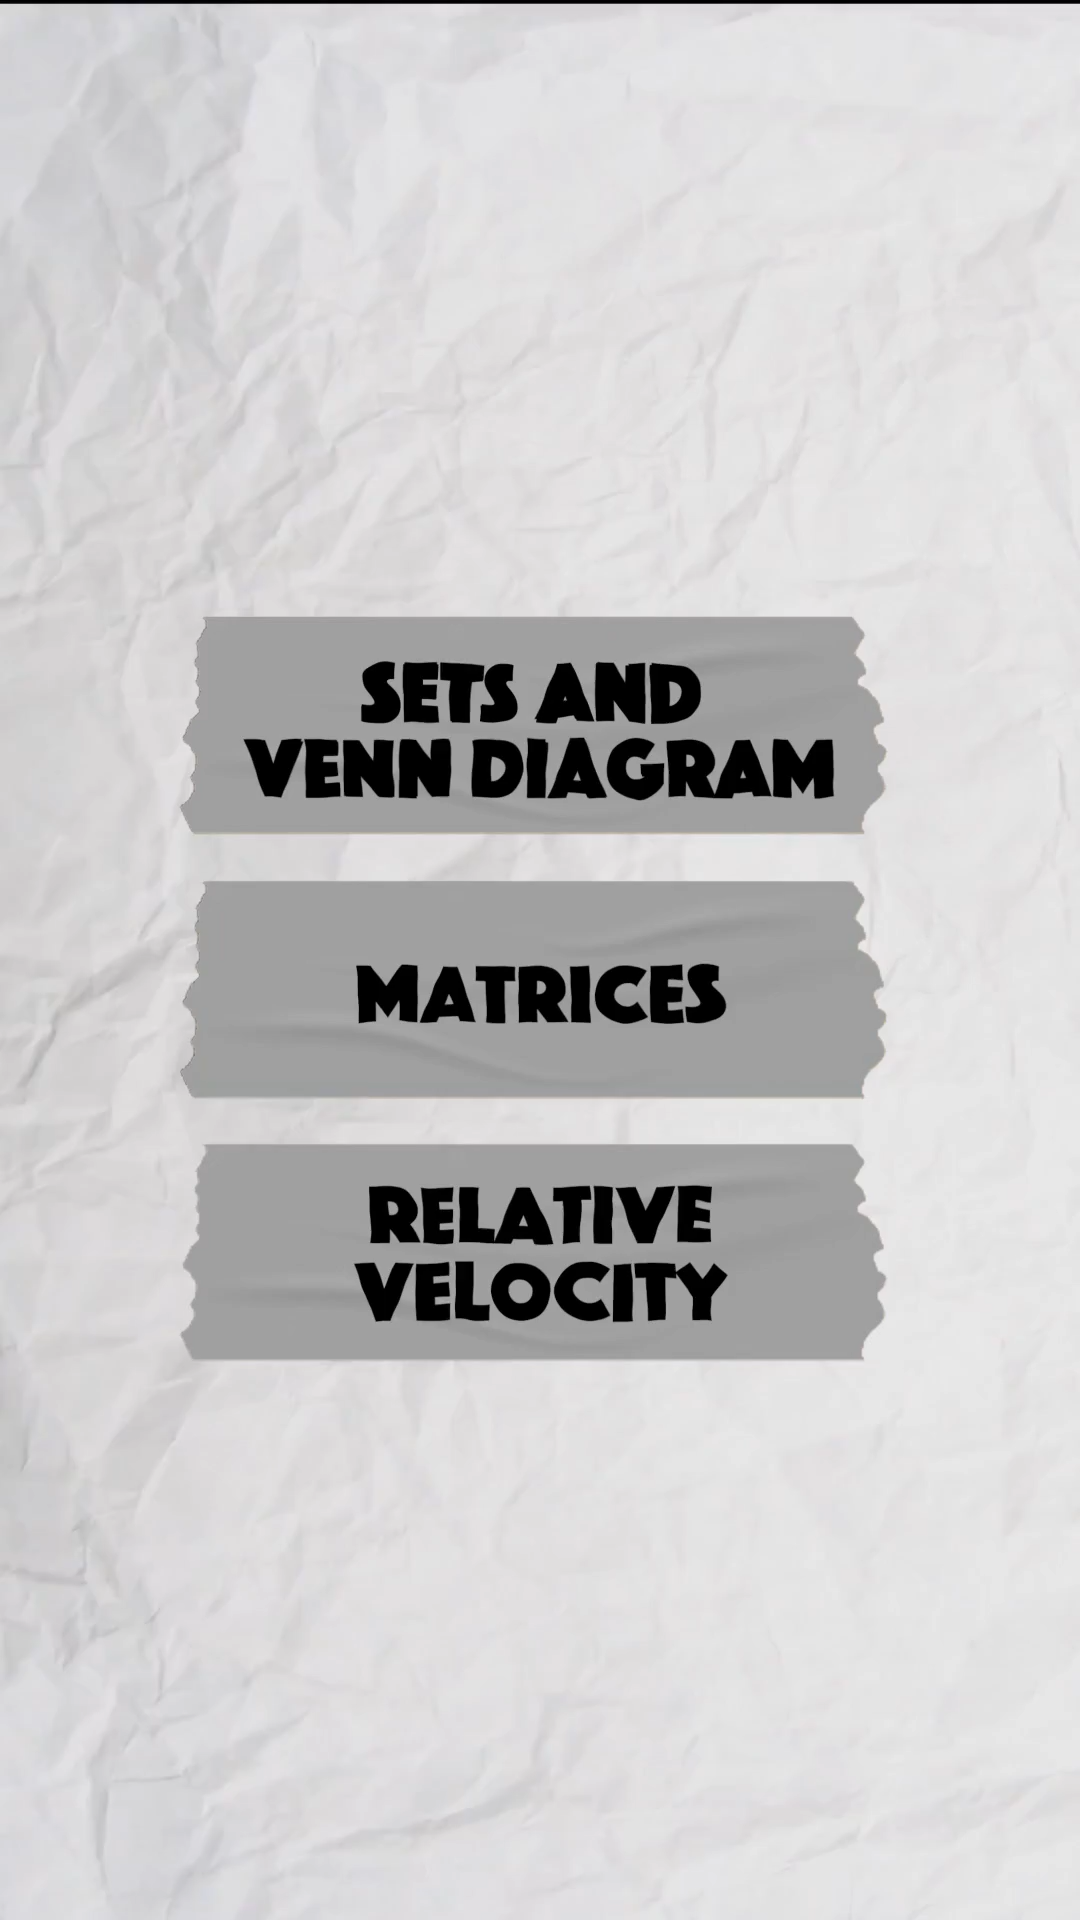 SETS AND
VENN DIAGRAM
MATRICES
RELATIVE
VELOCITY